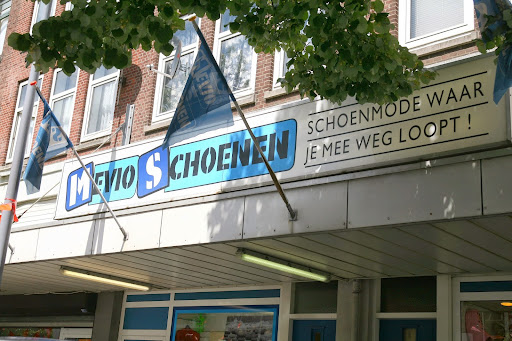 MEVIO SCHOENEN
SCHOENMODE WAAR
JE MEE WEG LOOPT !